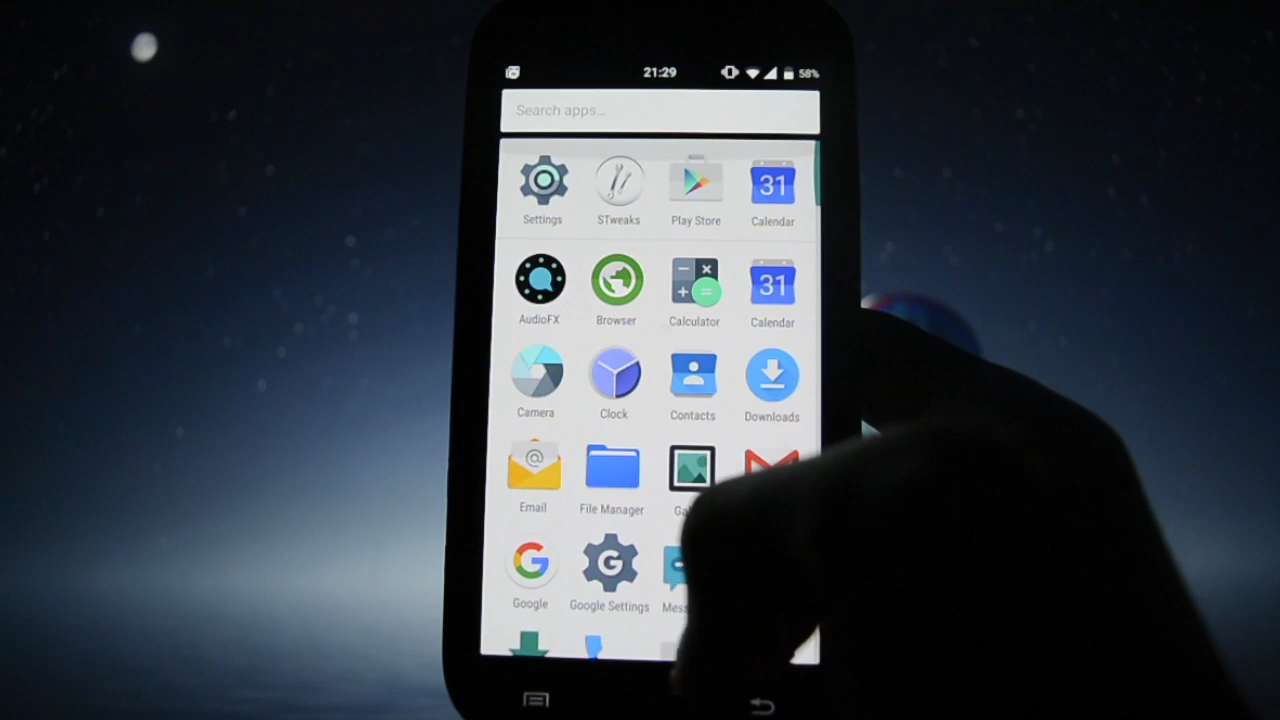 21:29 58%
Search apps...
Settings STweaks Play Store Calendar
31
31
AudioFX Browser Calculator Calendar
Camera Clock Contacts Downloads
@
Email File Manager
G G
Google Google Settings